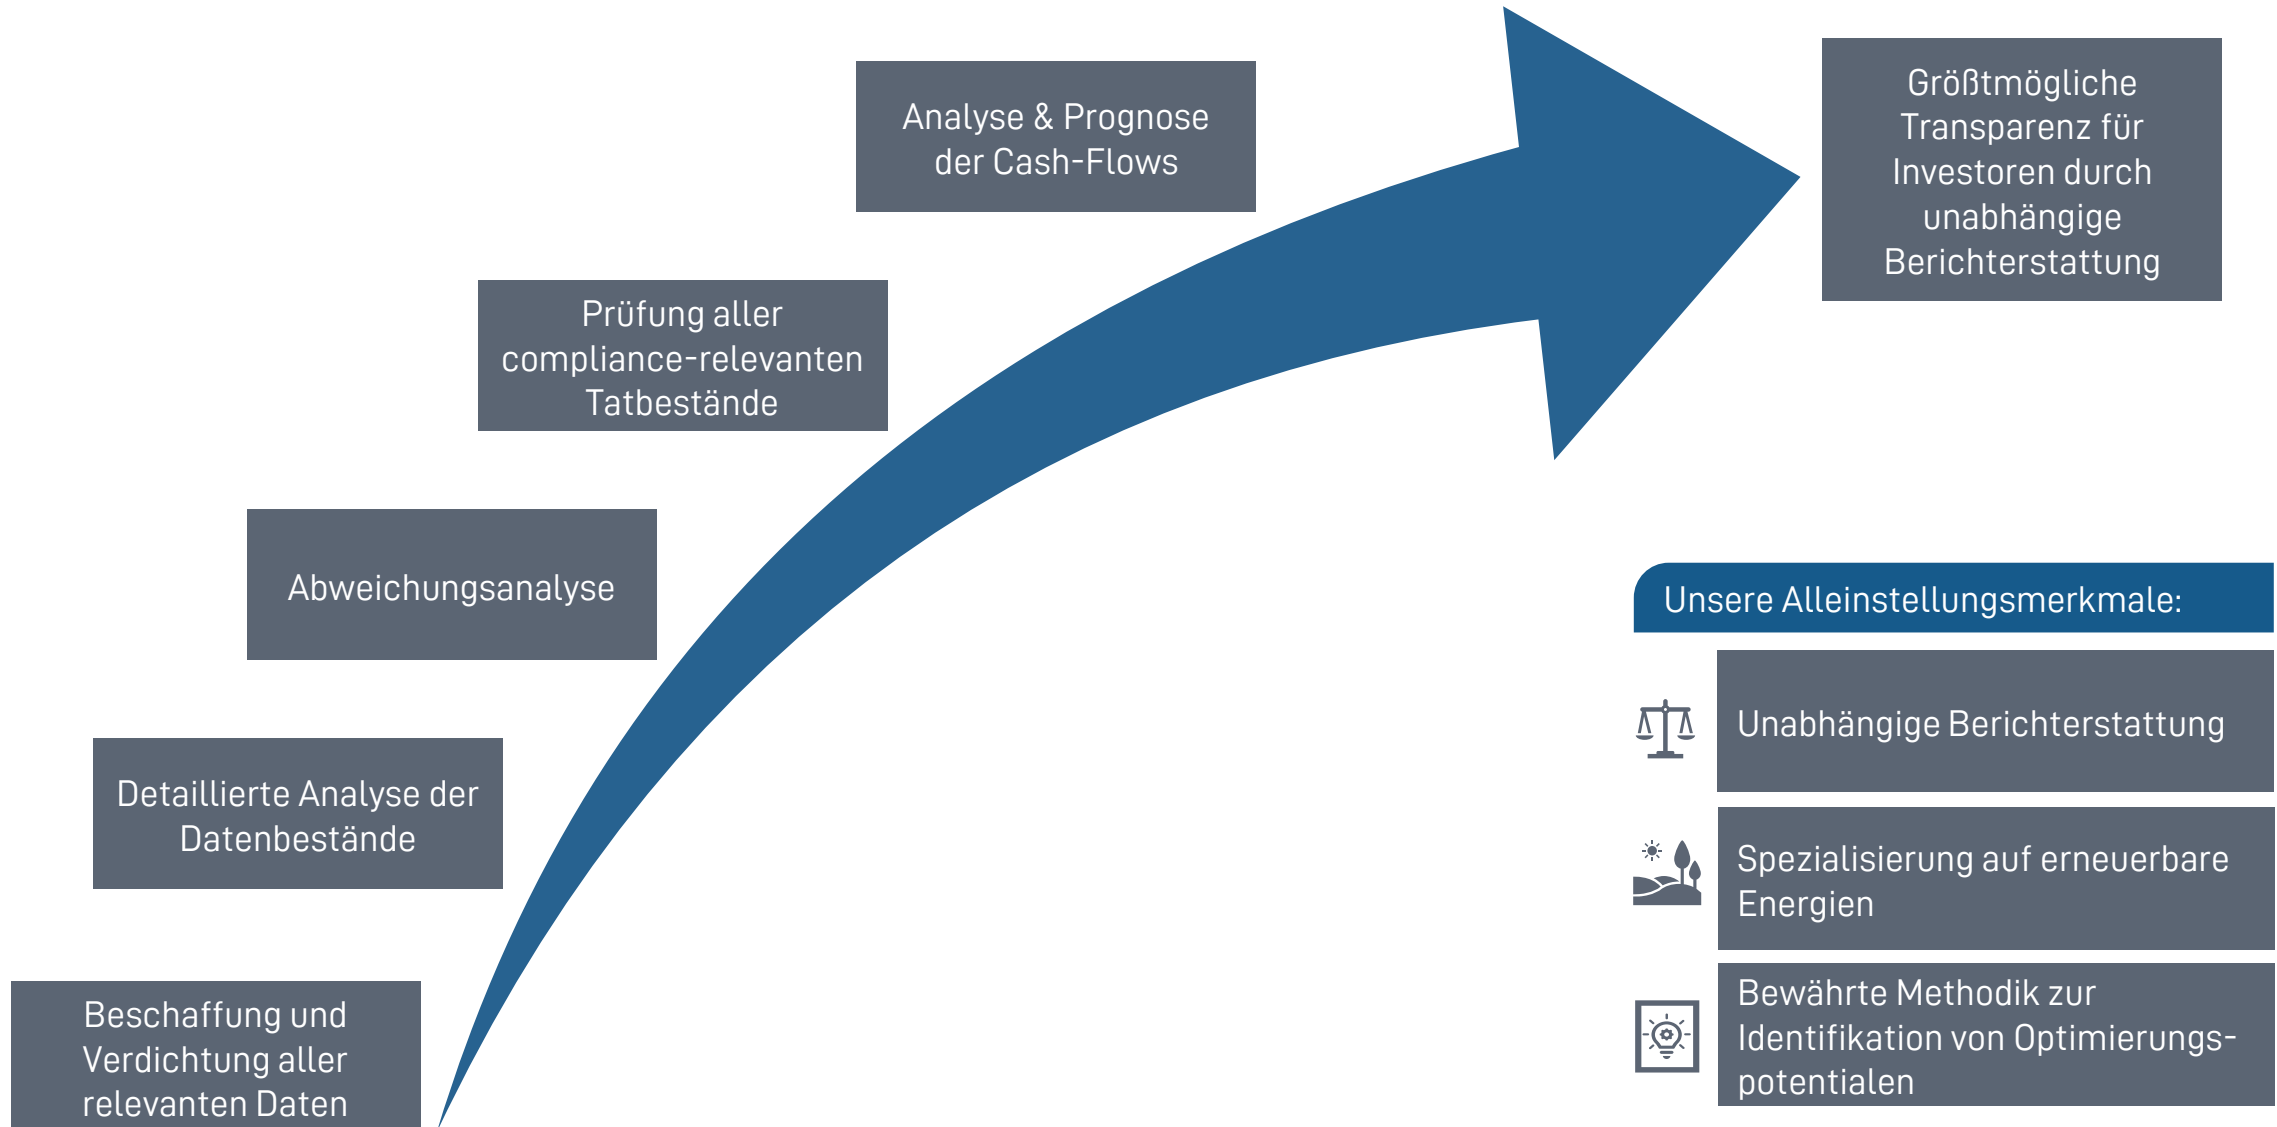 Analyse & Prognose
der Cash-Flows
Größtmögliche
Transparenz für
Investoren durch
unabhängige
Berichterstattung
Prüfung aller
compliance-relevanten
Tatbestände
Abweichungsanalyse
Detaillierte Analyse der
Datenbestände
Beschaffung und
Verdichtung aller
relevanten Daten
Unsere Alleinstellungsmerkmale:
Unabhängige Berichterstattung
Spezialisierung auf erneuerbare
Energien
Bewährte Methodik zur
Identifikation von Optimierungs-
potentialen